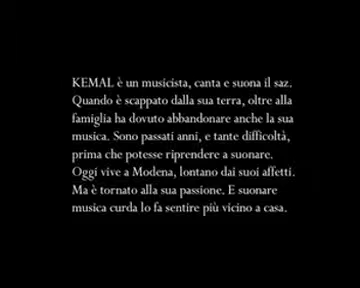 KEMAL è un musicista, canta e suona il saz.
Quando è scappato dalla sua terra, oltre alla
famiglia ha dovuto abbandonare anche la sua
musica. Sono passati anni, e tante difficoltà,
prima che potesse riprendere a suonare.
Oggi vive a Modena, lontano dai suoi affetti.
Ma è tornato alla sua passione. E suonare
musica curda lo fa sentire più vicino a casa.